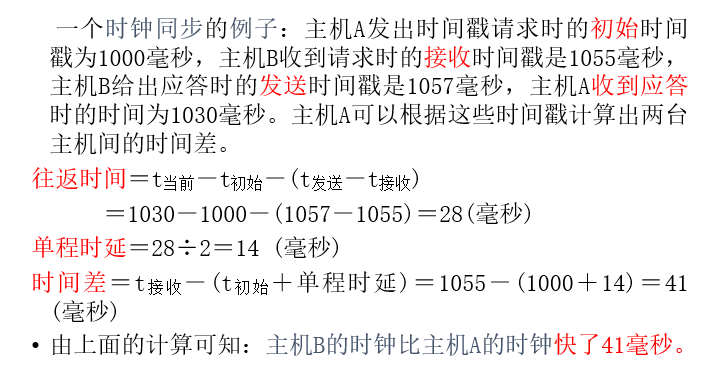 一个时钟同步的例子：主机A发出时间戳请求时的初始时间
戳为1000毫秒，主机B收到请求时的接收时间戳是1055毫秒，
主机B给出应答时的发送时间戳是1057毫秒，主机A收到应答
时的时间为1030毫秒。主机A可以根据这些时间戳计算出两台
主机间的时间差。
往返时间＝t当前－t初始－(t发送－t接收)
＝1030－1000－(1057－1055)＝28(毫秒)
单程时延＝28÷2＝14 (毫秒)
时间差＝t接收－(t初始＋单程时延)＝1055－(1000＋14)＝41
(毫秒)
• 由上面的计算可知：主机B的时钟比主机A的时钟快了41毫秒。